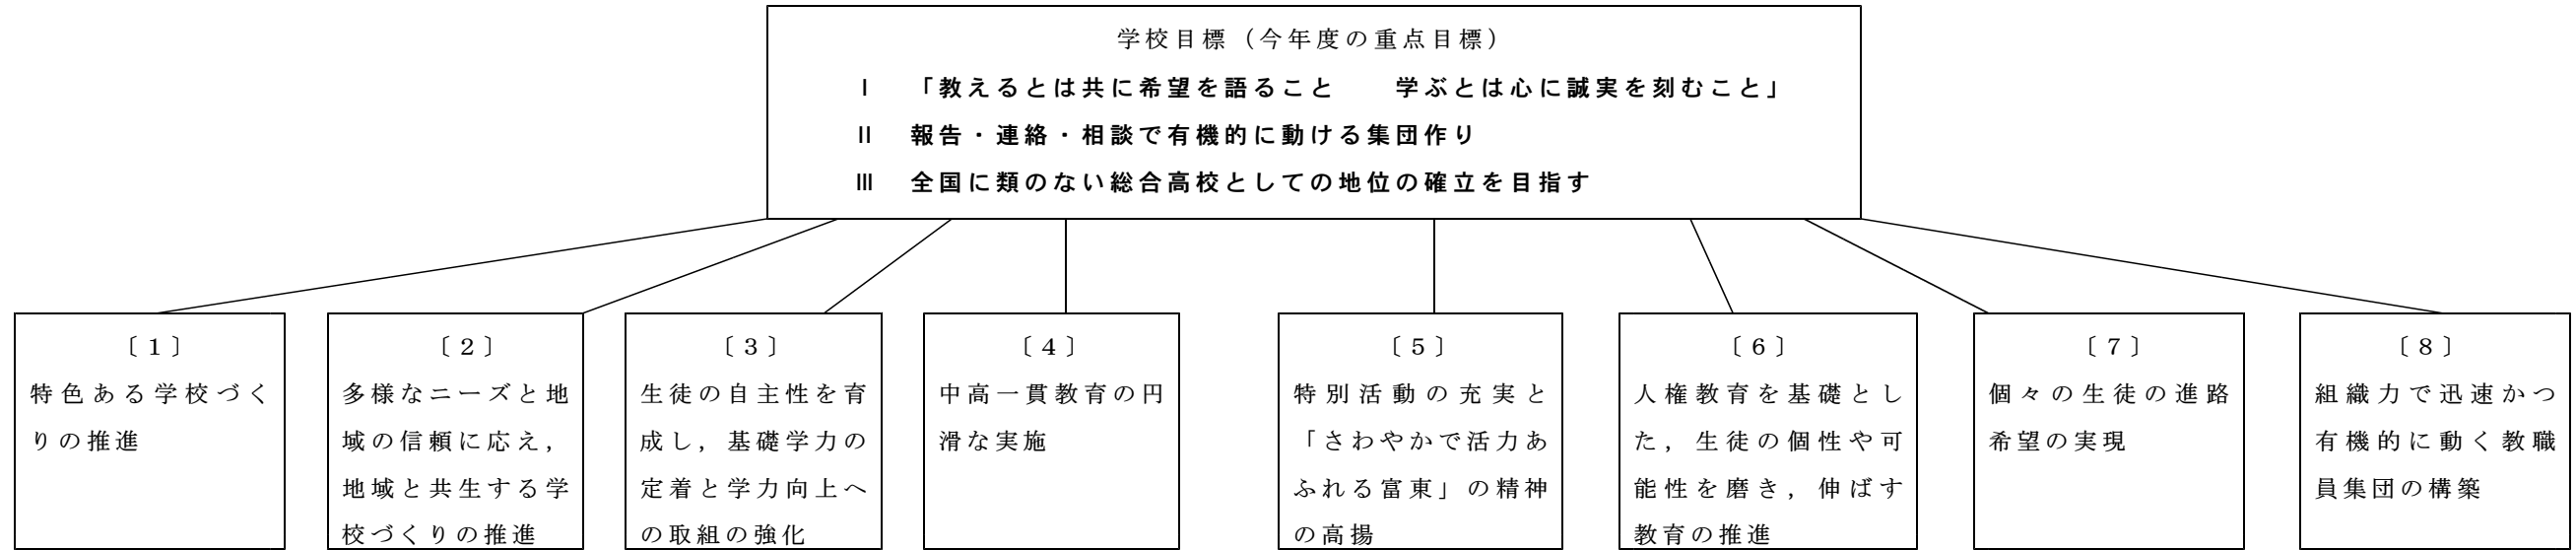 学校目標（今年度の重点目標）
Ⅰ　「教えるとは共に希望を語ること　　学ぶとは心に誠実を刻むこと」
Ⅱ　報告・連絡・相談で有機的に動ける集団作り
Ⅲ　全国に類のない総合高校としての地位の確立を目指す
〔１〕
特色ある学校づく
りの推進
〔２〕
多様なニーズと地
域の信頼に応え，
地域と共生する学
校づくりの推進
〔３〕
生徒の自主性を育
成し，基礎学力の
定着と学力向上へ
の取組の強化
〔４〕
中高一貫教育の円
滑な実施
〔５〕
特別活動の充実と
「さわやかで活力あ
ふれる富東」の精神
の高揚
〔６〕
人権教育を基礎とし
た，生徒の個性や可
能性を磨き，伸ばす
教育の推進
〔７〕
個々の生徒の進路
希望の実現
〔８〕
組織力で迅速かつ
有機的に動く教職
員集団の構築